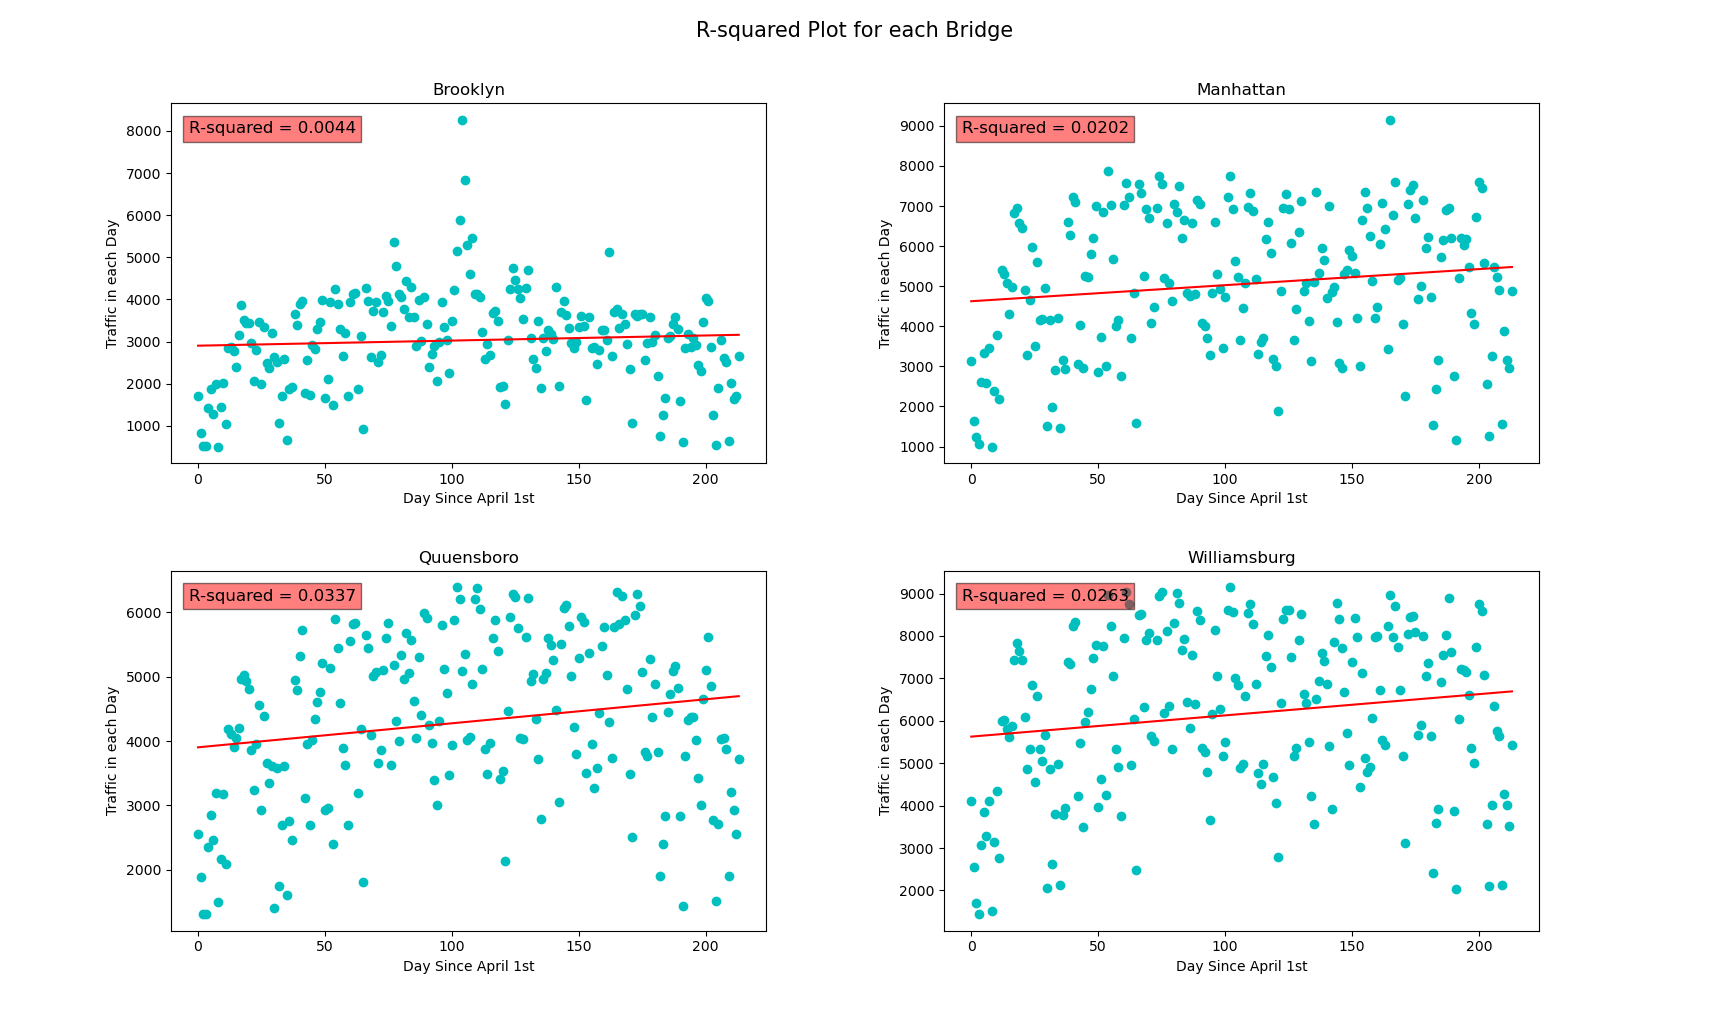 R-squared Plot for each Bridge
Brooklyn
R-squared = 0.0044
Traffic in each Day
8000
7000
6000
5000
4000
3000
2000
1000
0 50 100 150 200
Day Since April 1st
Manhattan
R-squared = 0.0202
Traffic in each Day
9000
8000
7000
6000
5000
4000
3000
2000
1000
0 50 100 150 200
Day Since April 1st
Quuensboro
R-squared = 0.0337
Traffic in each Day
6000
5000
4000
3000
2000
0 50 100 150 200
Day Since April 1st
Williamsburg
R-squared = 0.0263
Traffic in each Day
9000
8000
7000
6000
5000
4000
3000
2000
0 50 100 150 200
Day Since April 1st